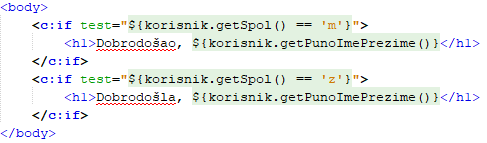 <body>
<c:if test="${korisnik.getSpol() == 'm'}">
<h1>Dobrodošao, ${korisnik.getPunoImePrezime()}</h1>
</c:if>
<c:if test="${korisnik.getSpol() == 'z'}">
<h1>Dobrodošla, ${korisnik.getPunoImePrezime()}</h1>
</c:if>
</body>